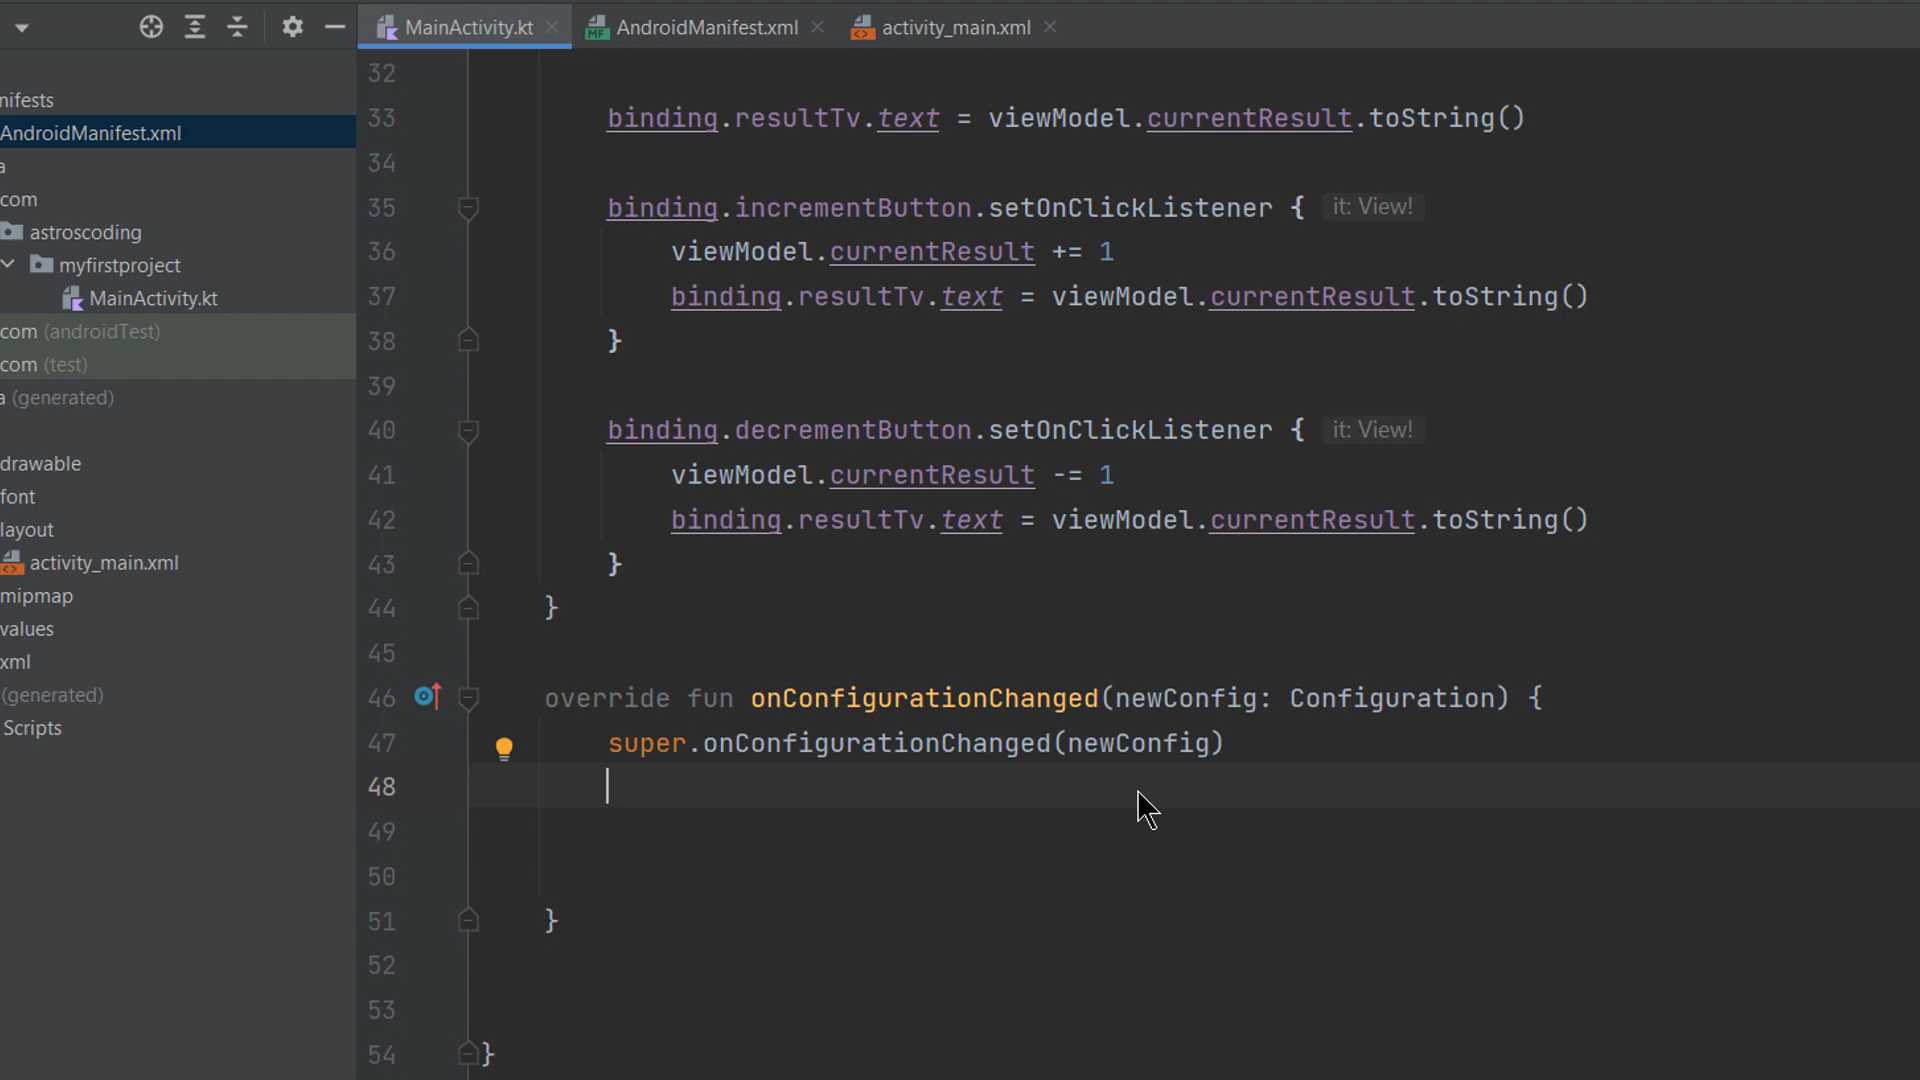 MainActivity.kt AndroidManifest.xml activity_main.xml
nifests
AndroidManifest.xml
a
com
astroscoding
myfirstproject
MainActivity.kt
com (androidTest)
com (test)
a (generated)
drawable
font
layout
activity_main.xml
mipmap
values
xml
(generated)
Scripts
32
33 binding.resultTv.text = viewModel.currentResult.toString()
34
35 binding.incrementButton.setOnClickListener { it: View!
36 viewModel.currentResult += 1
37 binding.resultTv.text = viewModel.currentResult.toString()
38 }
39
40 binding.decrementButton.setOnClickListener { it: View!
41 viewModel.currentResult -= 1
42 binding.resultTv.text = viewModel.currentResult.toString()
43 }
44 }
45
46 override fun onConfigurationChanged(newConfig: Configuration) {
47 super.onConfigurationChanged(newConfig)
48
49
50
51 }
52
53
54 }